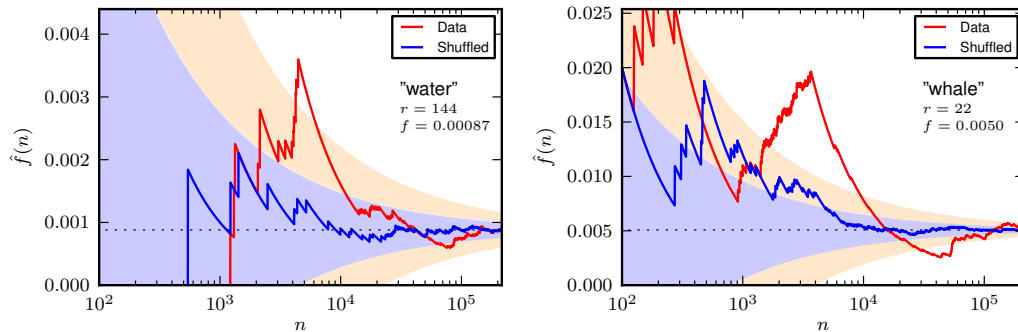 0.004
0.003
0.002
0.001
0.000
f̂(n)
Data
Shuffled
"water"
r = 144
f = 0.00087
10²
10³
10⁴
10⁵
n
0.025
0.020
0.015
0.010
0.005
0.000
f̂(n)
Data
Shuffled
"whale"
r = 22
f = 0.0050
10²
10³
10⁴
10⁵
n